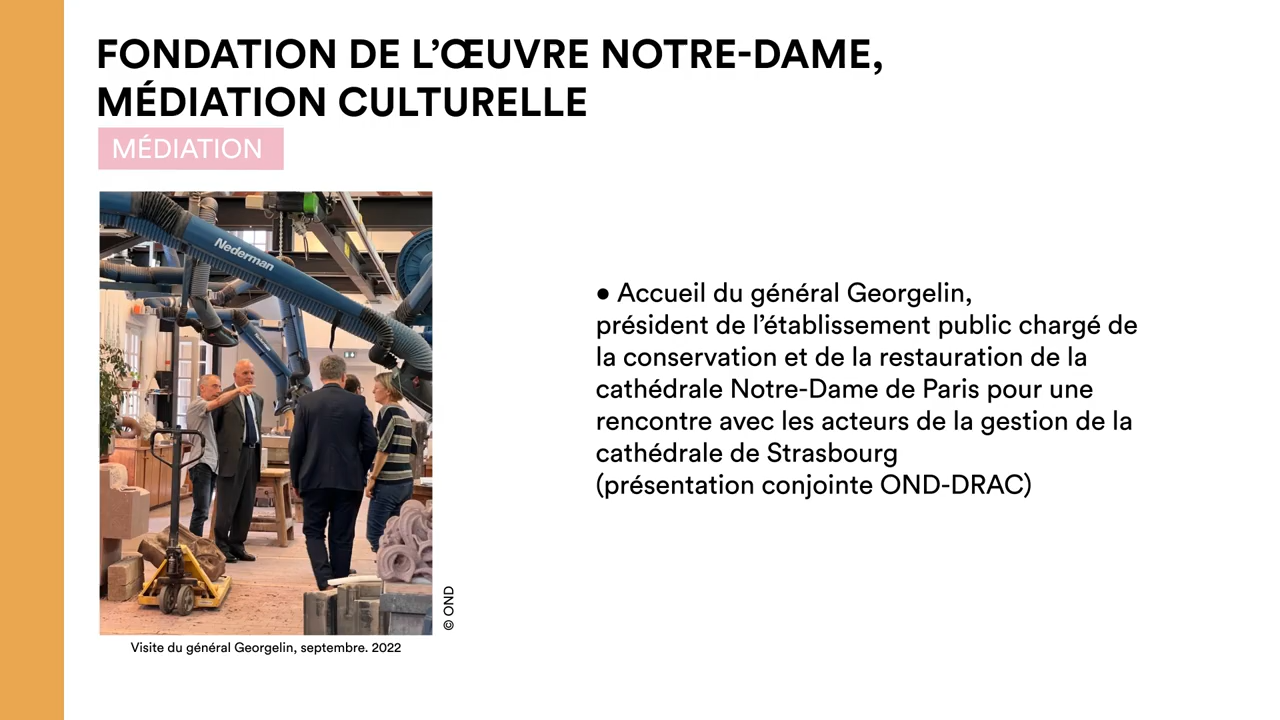 FONDATION DE L’ŒUVRE NOTRE-DAME,
MÉDIATION CULTURELLE
MÉDIATION
Nederman
● Accueil du général Georgelin,
président de l’établissement public chargé de
la conservation et de la restauration de la
cathédrale Notre-Dame de Paris pour une
rencontre avec les acteurs de la gestion de la
cathédrale de Strasbourg
(présentation conjointe OND-DRAC)
© OND
Visite du général Georgelin, septembre. 2022